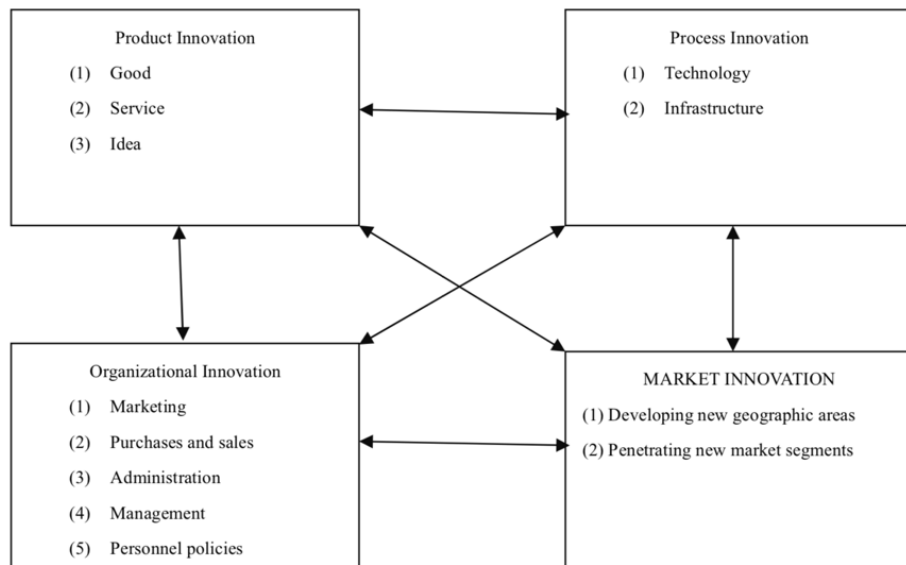 Product Innovation
(1) Good
(2) Service
(3) Idea
Process Innovation
(1) Technology
(2) Infrastructure
Organizational Innovation
(1) Marketing
(2) Purchases and sales
(3) Administration
(4) Management
(5) Personnel policies
MARKET INNOVATION
(1) Developing new geographic areas
(2) Penetrating new market segments